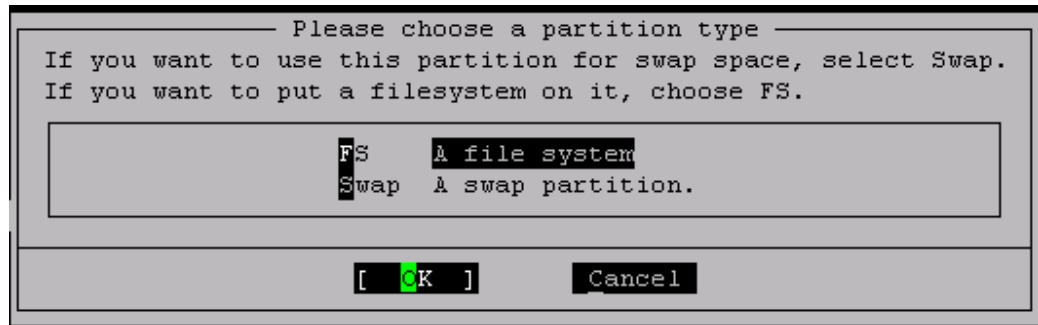 Please choose a partition type
If you want to use this partition for swap space, select Swap.
If you want to put a filesystem on it, choose FS.
FS A file system
Swap A swap partition.
[ OK ] Cancel